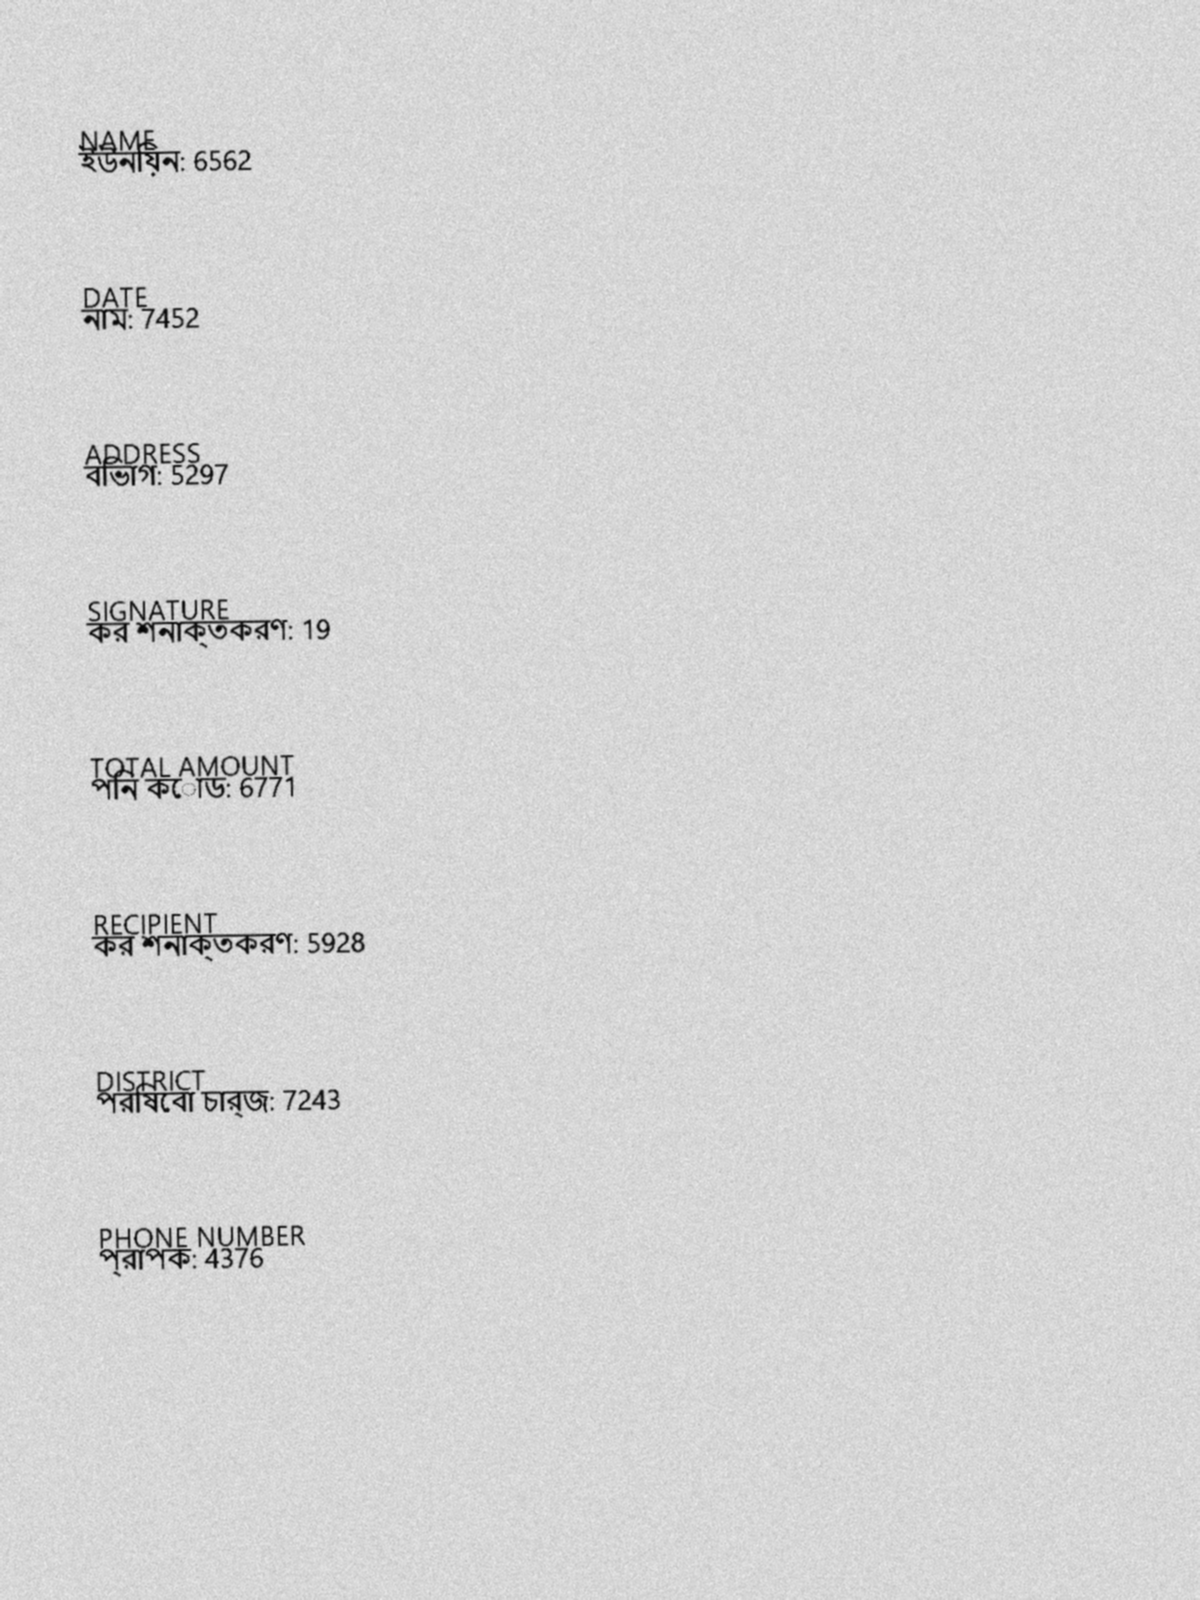 NAME
ইউনিয়ন: 6562
DATE
নাম: 7452
ADDRESS
বিভাগ: 5297
SIGNATURE
কর শনাক্তকরণ: 19
TOTAL AMOUNT
পিন কোড: 6771
RECIPIENT
কর শনাক্তকরণ: 5928
DISTRICT
পরিষেবা চার্জ: 7243
PHONE NUMBER
প্রাপক: 4376